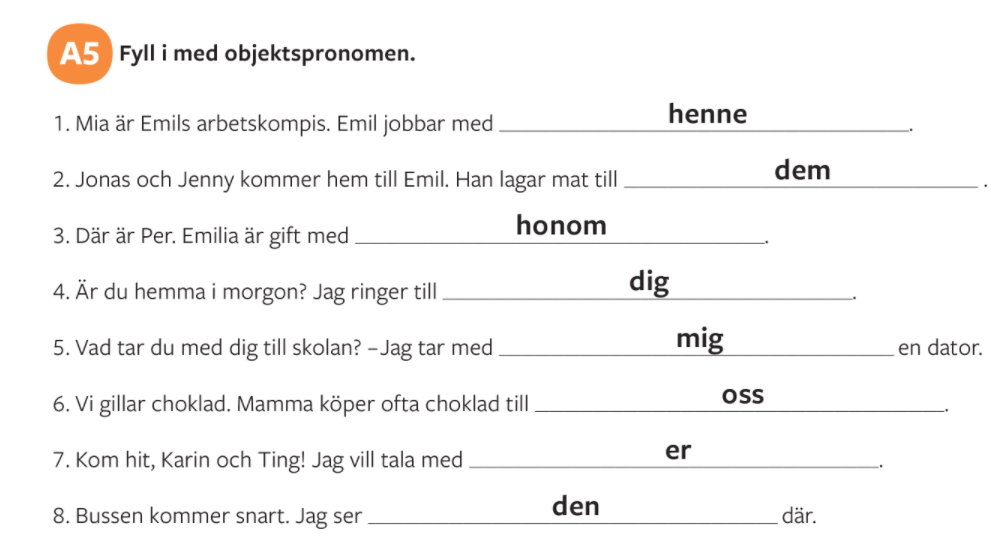 A5 Fyll i med objektspronomen.
1. Mia är Emils arbetskompis. Emil jobbar med henne.
2. Jonas och Jenny kommer hem till Emil. Han lagar mat till dem.
3. Där är Per. Emilia är gift med honom.
4. Är du hemma i morgon? Jag ringer till dig.
5. Vad tar du med dig till skolan? –Jag tar med mig en dator.
6. Vi gillar choklad. Mamma köper ofta choklad till oss.
7. Kom hit, Karin och Ting! Jag vill tala med er.
8. Bussen kommer snart. Jag ser den där.